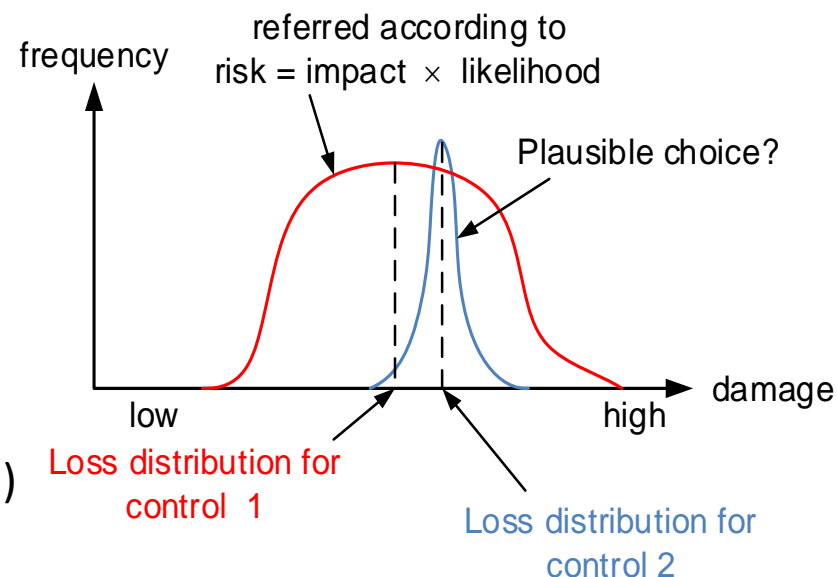 referred according to
risk = impact × likelihood
frequency
Plausible choice?
damage
low
high
)
Loss distribution for
control 1
Loss distribution for
control 2